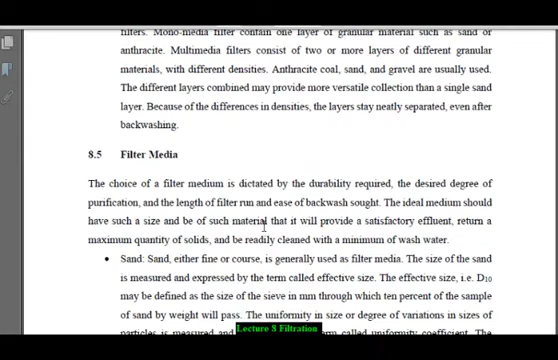 filters. Mono-media filter contain one layer of granular material such as sand or
anthracite. Multimedia filters consist of two or more layers of different granular
materials, with different densities. Anthracite coal, sand, and gravel are usually used.
The different layers combined may provide more versatile collection than a single sand
layer. Because of the differences in densities, the layers stay neatly separated, even after
backwashing.
8.5 Filter Media
The choice of a filter medium is dictated by the durability required, the desired degree of
purification, and the length of filter run and ease of backwash sought. The ideal medium should
have such a size and be of such material that it will provide a satisfactory effluent, return a
maximum quantity of solids, and be readily cleaned with a minimum of wash water.
• Sand: Sand, either fine or course, is generally used as filter media. The size of the sand
is measured and expressed by the term called effective size. The effective size, i.e. D10
may be defined as the size of the sieve in mm through which ten percent of the sample
of sand by weight will pass. The uniformity in size or degree of variations in sizes of
particles is measured and term called uniformity coefficient. The
Lecture 8 Filtration